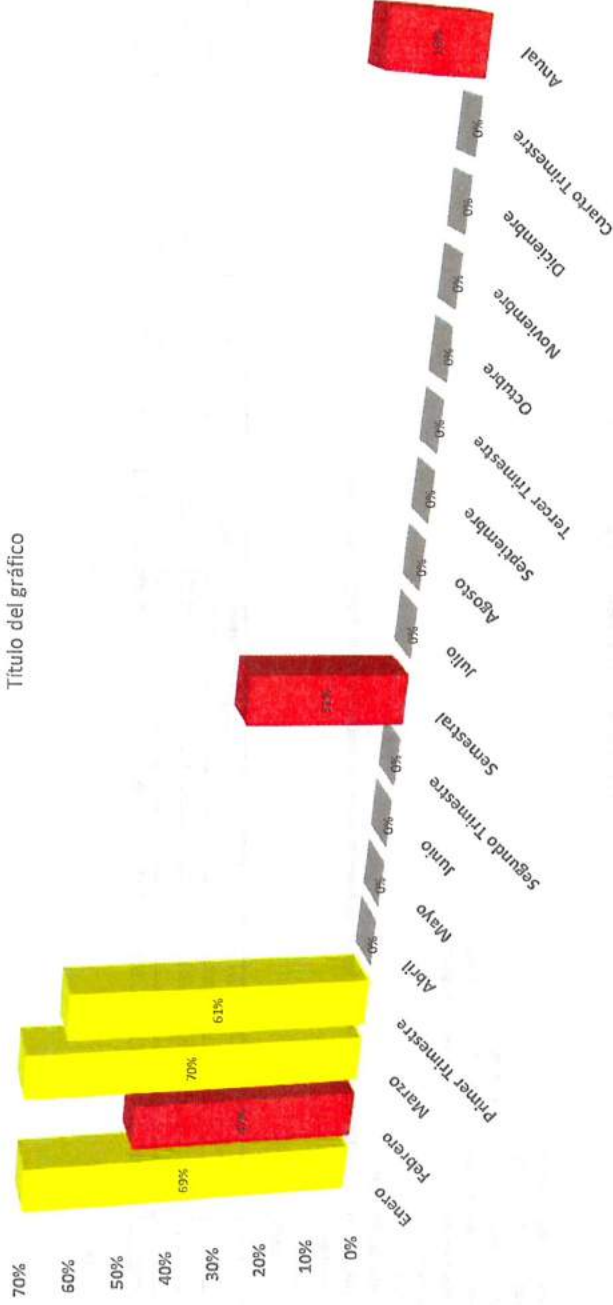 Título del gráfico
70%
60%
50%
40%
30%
20%
10%
0%
69%
70%
61%
0%
0%
0%
0%
0%
0%
0%
0%
0%
0%
0%
0%
Enero
Febrero
Marzo
Primer Trimestre
Abril
Mayo
Junio
Segundo Trimestre
Semestral
Julio
Agosto
Septiembre
Tercer Trimestre
Octubre
Noviembre
Diciembre
Cuarto Trimestre
Anual